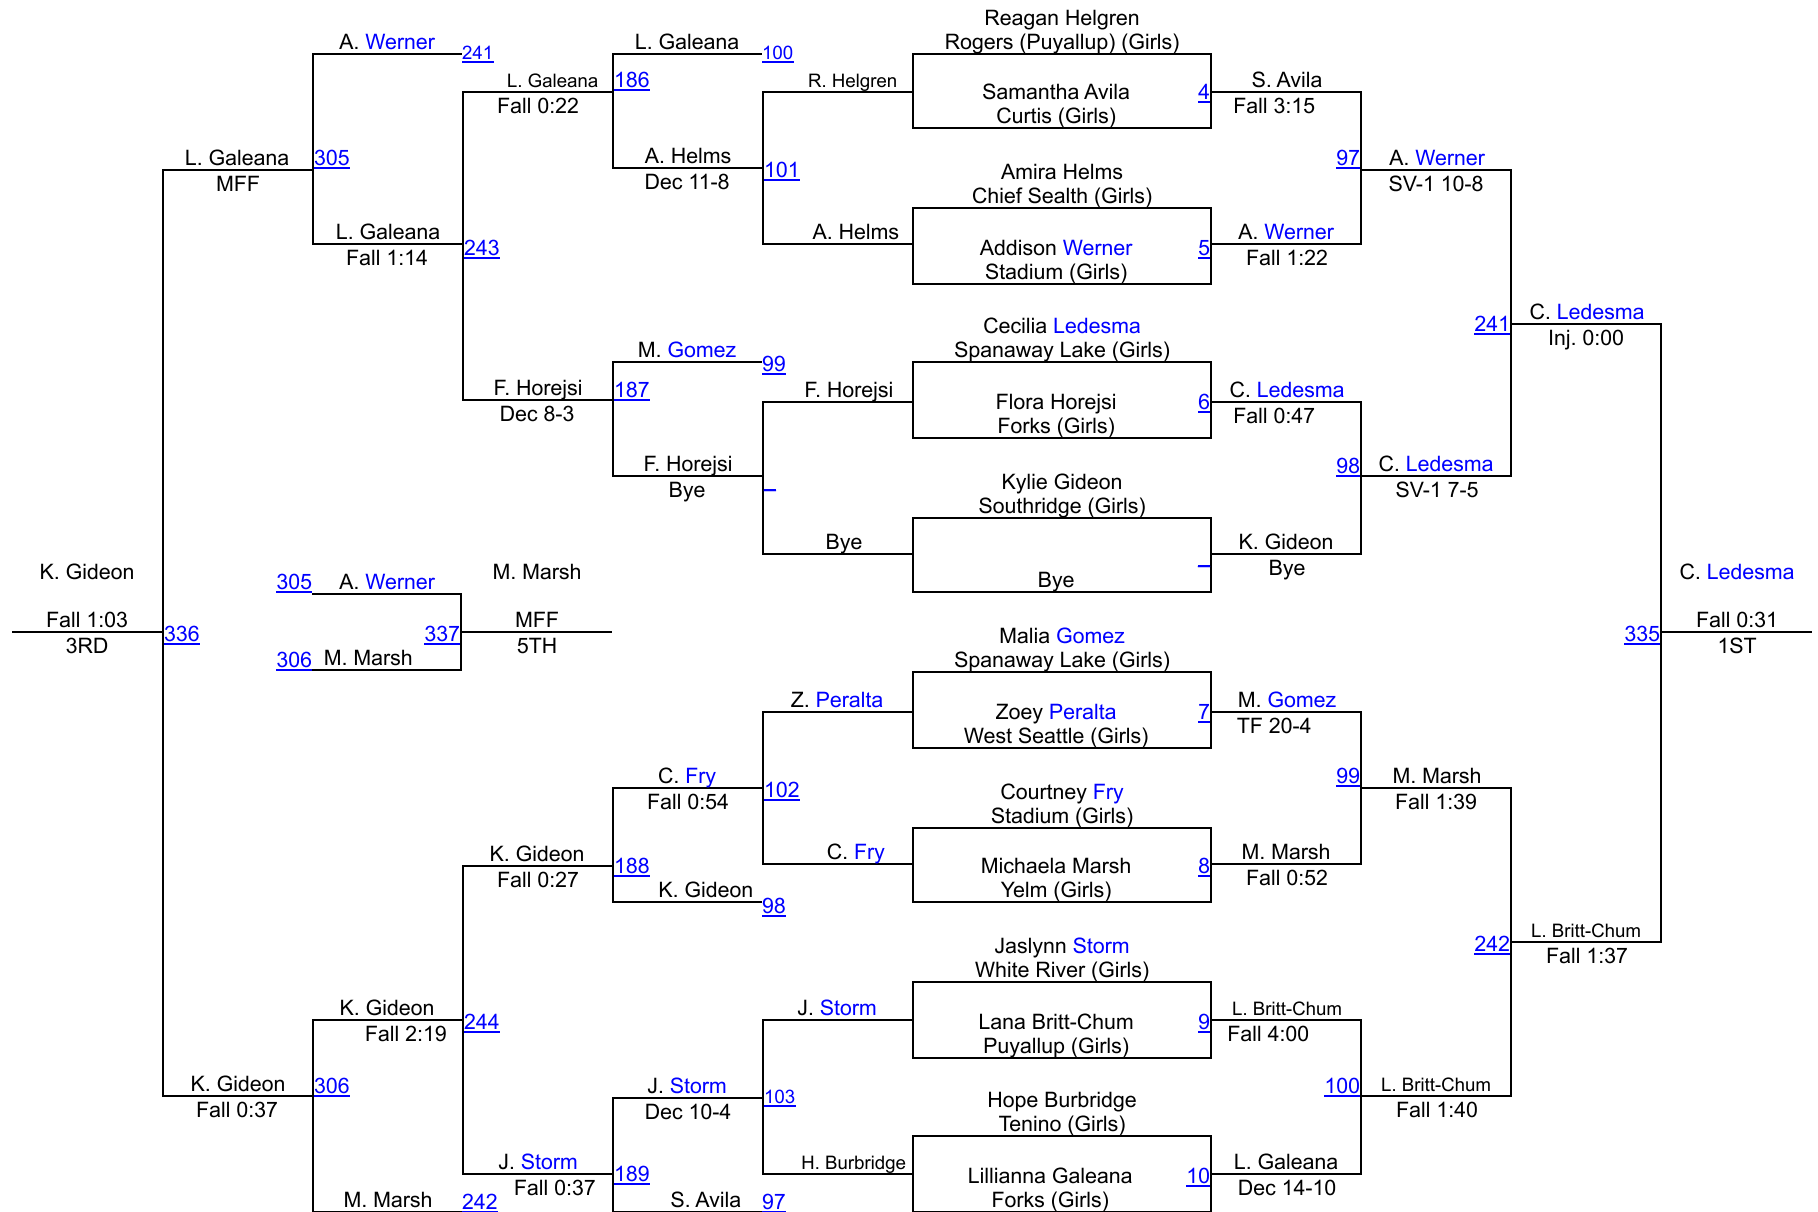 Reagan Helgren
A. Werner
L. Galeana
Rogers (Puyallup) (Girls)
241
100
L. Galeana
186
R. Helgren
Samantha Avila
4
S. Avila
Fall 0:22
Curtis (Girls)
Fall 3:15
L. Galeana
305
A. Helms
101
Amira Helms
97
A. Werner
MFF
Dec 11-8
Chief Sealth (Girls)
SV-1 10-8
L. Galeana
243
A. Helms
Addison Werner
5
A. Werner
Fall 1:14
Stadium (Girls)
Fall 1:22
Cecilia Ledesma
241
C. Ledesma
M. Gomez
99
Spanaway Lake (Girls)
Inj. 0:00
F. Horejsi
187
F. Horejsi
Flora Horejsi
6
C. Ledesma
Dec 8-3
Forks (Girls)
Fall 0:47
F. Horejsi
Kylie Gideon
98
C. Ledesma
Bye
Southridge (Girls)
SV-1 7-5
Bye
K. Gideon
Bye
Bye
K. Gideon
305
A. Werner
M. Marsh
C. Ledesma
Fall 1:03
336
337
MFF
Malia Gomez
335
Fall 0:31
3RD
306
M. Marsh
5TH
Spanaway Lake (Girls)
1ST
Z. Peralta
Zoey Peralta
7
M. Gomez
West Seattle (Girls)
TF 20-4
C. Fry
102
Courtney Fry
99
M. Marsh
Fall 0:54
Stadium (Girls)
Fall 1:39
K. Gideon
188
C. Fry
Michaela Marsh
8
M. Marsh
Fall 0:27
K. Gideon
98
Yelm (Girls)
Fall 0:52
Jaslynn Storm
242
L. Britt-Chum
White River (Girls)
Fall 1:37
K. Gideon
244
J. Storm
Lana Britt-Chum
9
L. Britt-Chum
Fall 2:19
Puyallup (Girls)
Fall 4:00
K. Gideon
306
J. Storm
103
Hope Burbridge
100
L. Britt-Chum
Fall 0:37
Dec 10-4
Tenino (Girls)
Fall 1:40
J. Storm
189
H. Burbridge
Lillianna Galeana
10
L. Galeana
Fall 0:37
Forks (Girls)
Dec 14-10
M. Marsh
242
S. Avila
97